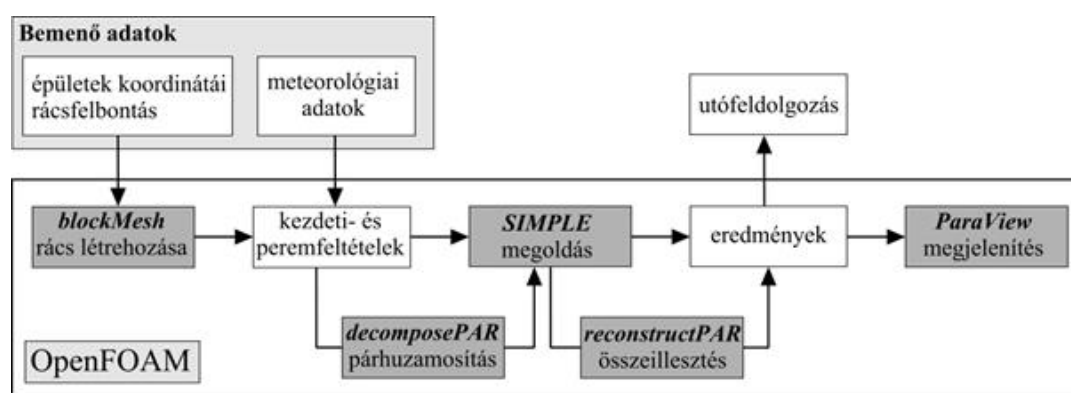 Bemenő adatok
épületek koordinátái
rácsfelbontás
meteorológiai
adatok
utófeldolgozás
blockMesh
rács létrehozása
kezdeti- és
peremfeltételek
SIMPLE
megoldás
eredmények
ParaView
megjelenítés
decomposePAR
párhuzamosítás
reconstructPAR
összeillesztés
OpenFOAM